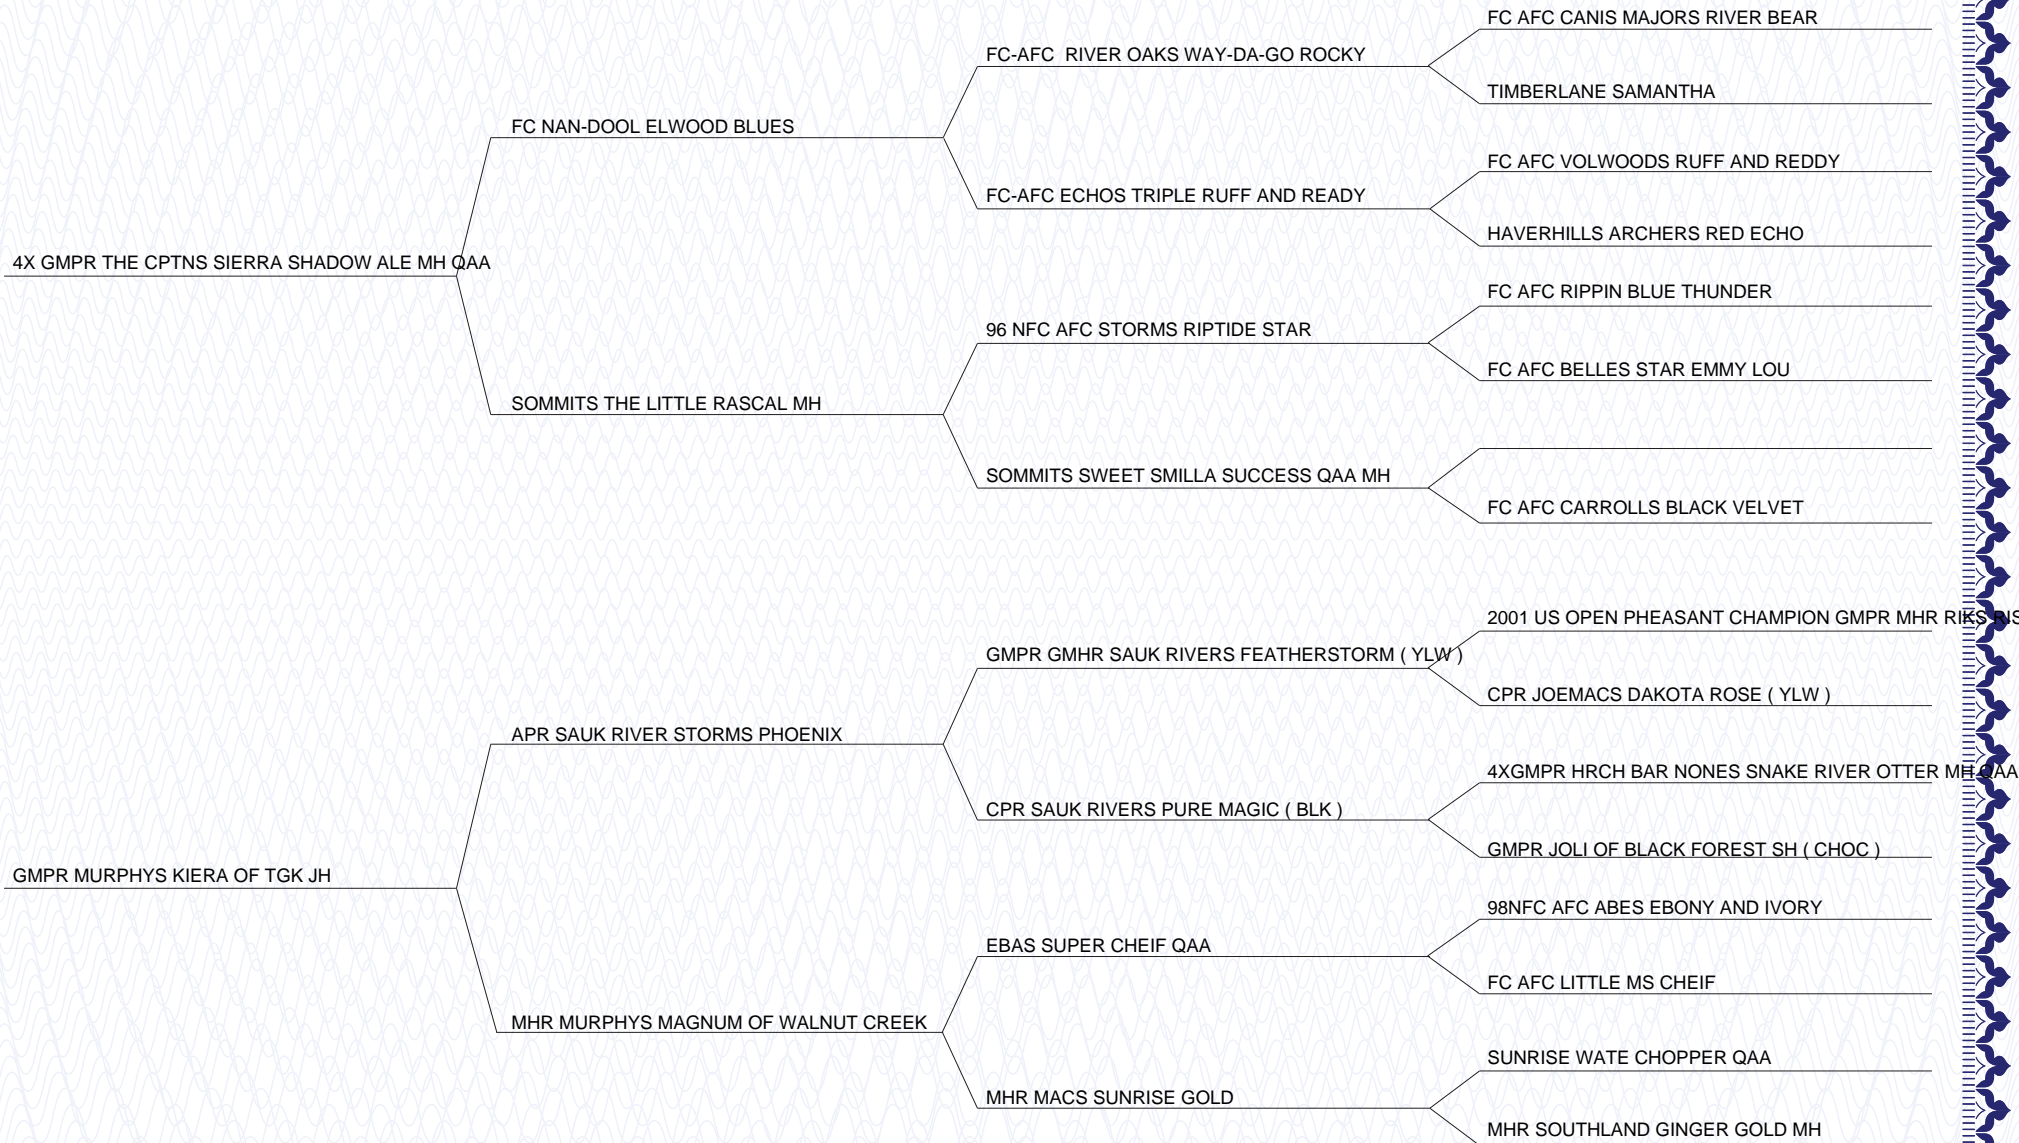 FC AFC CANIS MAJORS RIVER BEAR
FC-AFC RIVER OAKS WAY-DA-GO ROCKY
TIMBERLANE SAMANTHA
FC NAN-DOOL ELWOOD BLUES
FC AFC VOLWOODS RUFF AND REDDY
FC-AFC ECHOS TRIPLE RUFF AND READY
HAVERHILLS ARCHERS RED ECHO
4X GMPR THE CPTNS SIERRA SHADOW ALE MH QAA
FC AFC RIPPIN BLUE THUNDER
96 NFC AFC STORMS RIPTIDE STAR
FC AFC BELLES STAR EMMY LOU
SOMMITS THE LITTLE RASCAL MH
SOMMITS SWEET SMILLA SUCCESS QAA MH
FC AFC CARROLLS BLACK VELVET
2001 US OPEN PHEASANT CHAMPION GMPR MHR RIKS
GMPR GMHR SAUK RIVERS FEATHERSTORM ( YLW )
CPR JOEMACS DAKOTA ROSE ( YLW )
APR SAUK RIVER STORMS PHOENIX
4XGMPR HRCH BAR NONES SNAKE RIVER OTTER MH QAA
CPR SAUK RIVERS PURE MAGIC ( BLK )
GMPR JOLI OF BLACK FOREST SH ( CHOC )
GMPR MURPHYS KIERA OF TGK JH
98NFC AFC ABES EBONY AND IVORY
EBAS SUPER CHEIF QAA
FC AFC LITTLE MS CHEIF
MHR MURPHYS MAGNUM OF WALNUT CREEK
SUNRISE WATE CHOPPER QAA
MHR MACS SUNRISE GOLD
MHR SOUTHLAND GINGER GOLD MH